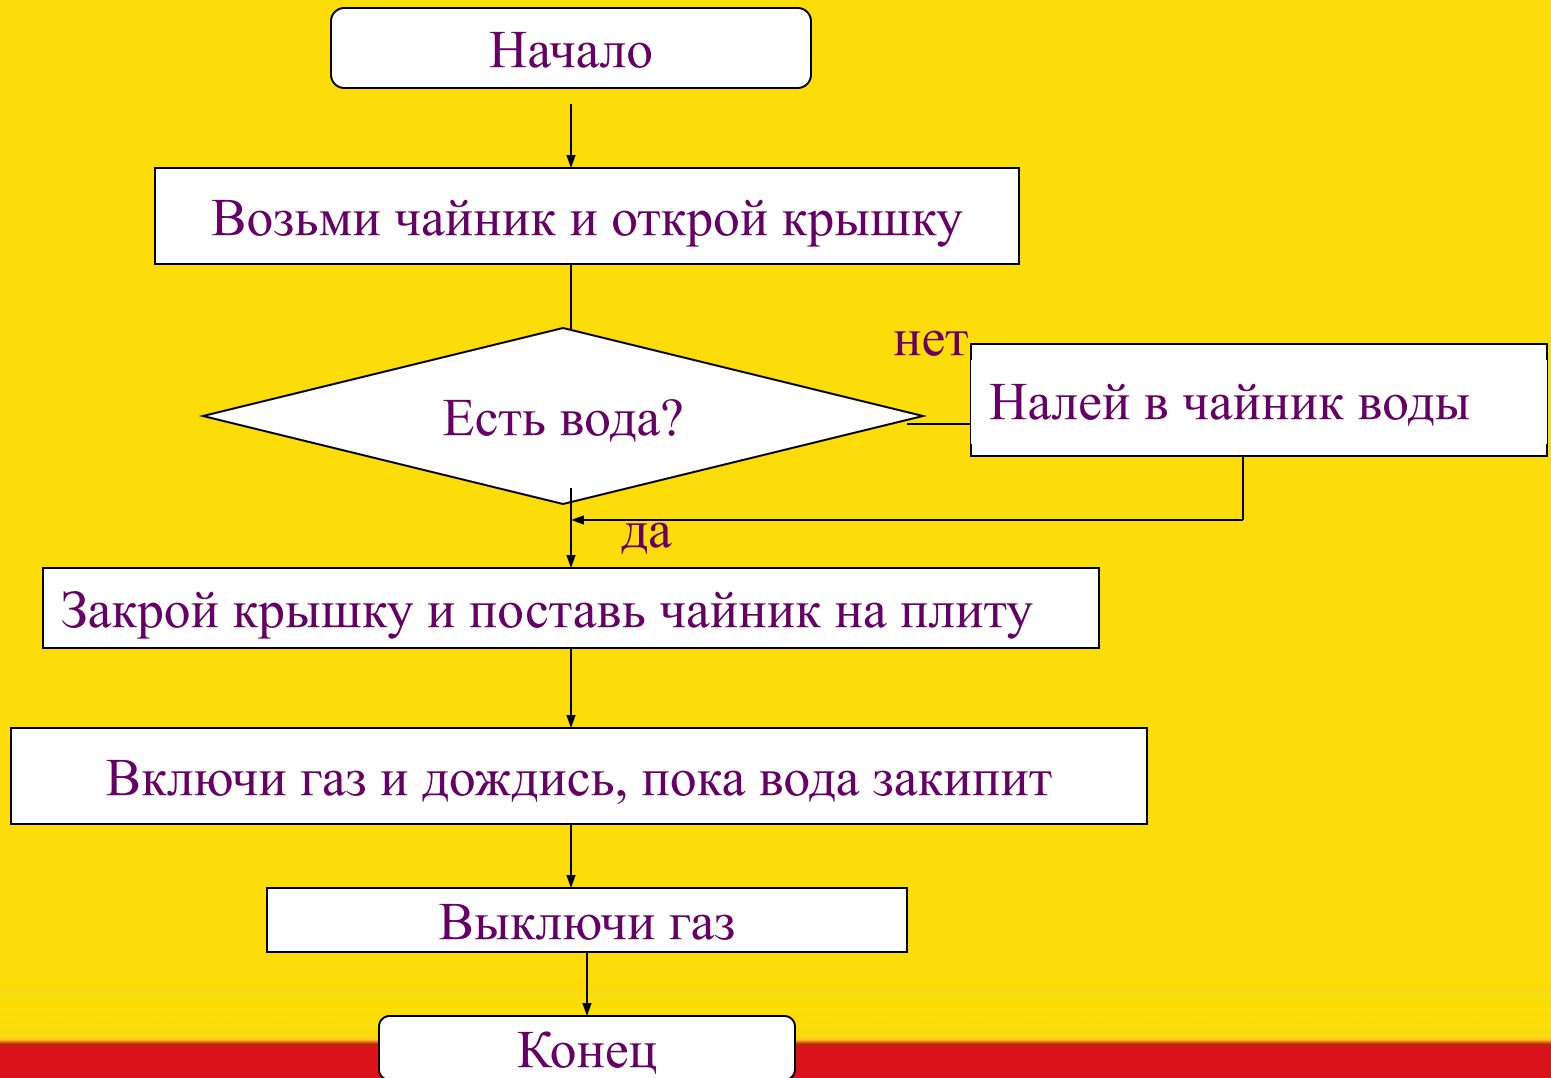 Начало
Возьми чайник и открой крышку
нет
Есть вода?
Налей в чайник воды
да
Закрой крышку и поставь чайник на плиту
Включи газ и дождись, пока вода закипит
Выключи газ
Конец